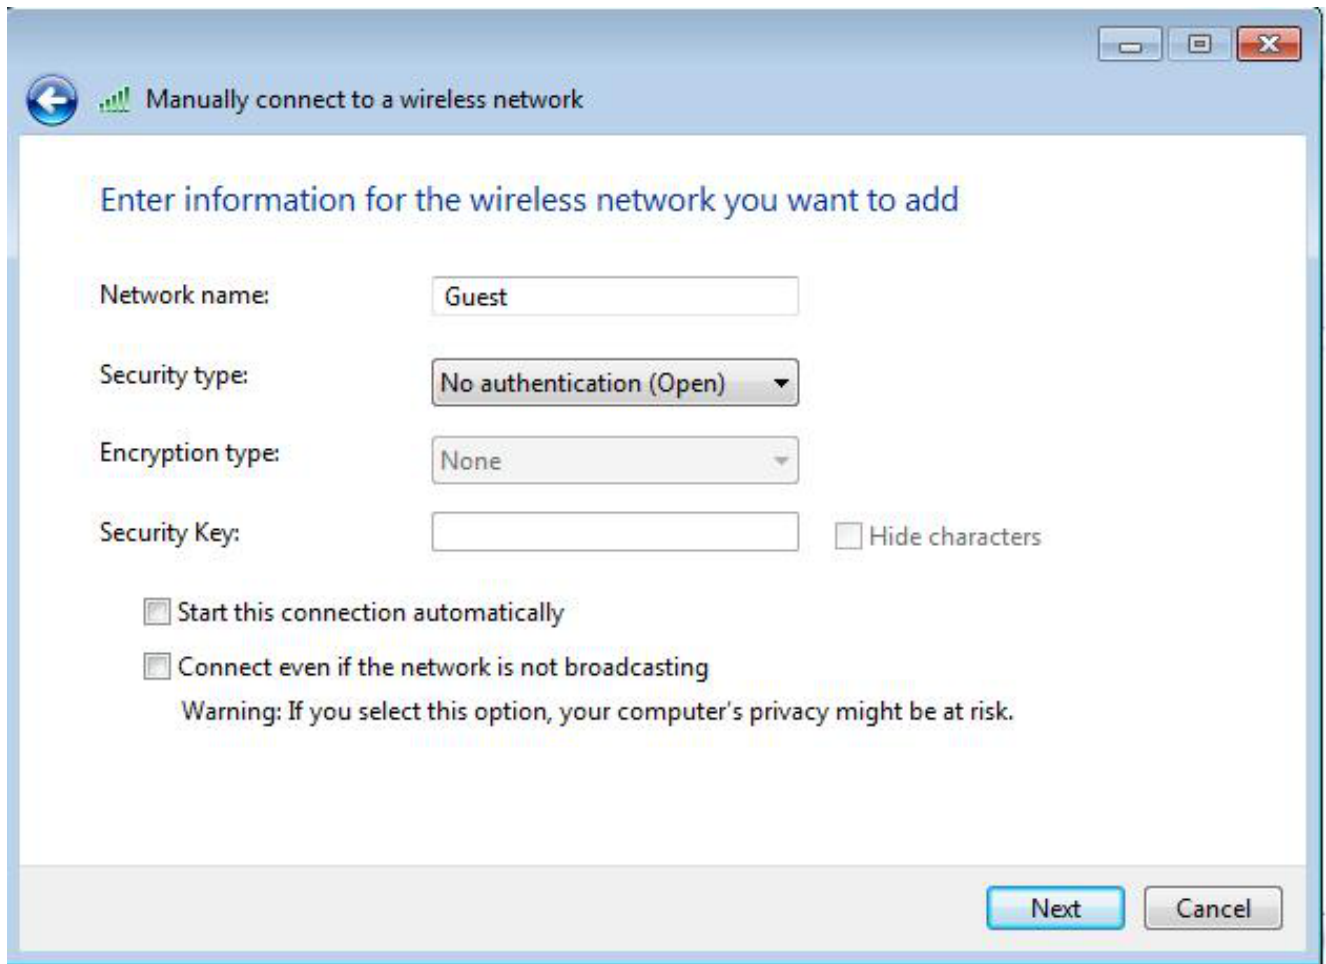 Manually connect to a wireless network
Enter information for the wireless network you want to add
Network name: Guest
Security type: No authentication (Open)
Encryption type: None
Security Key: Hide characters
Start this connection automatically
Connect even if the network is not broadcasting
Warning: If you select this option, your computer's privacy might be at risk.
Next Cancel